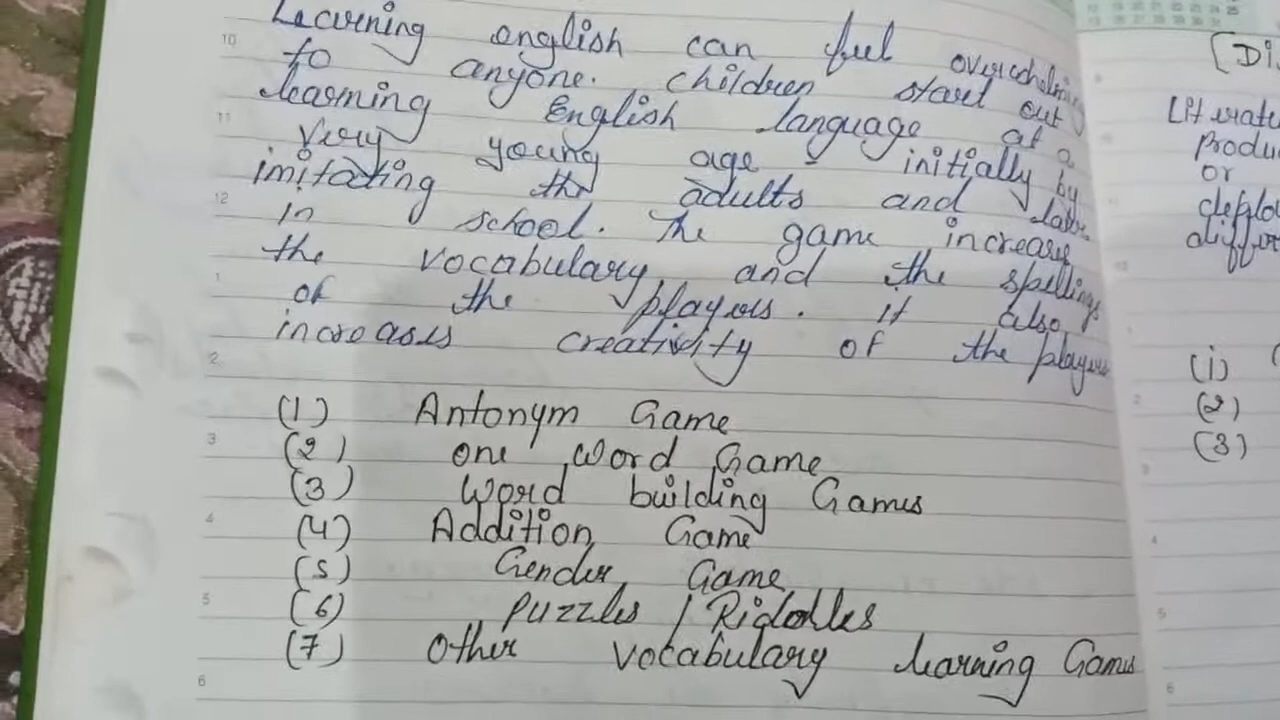 Learning english can feel overwhelming
to anyone. children start out
learning English language at a
very young age - initially by
imitating the adults and later
in school. The game increases
the vocabulary and the spellings
of the players. it also
increases creativity of the players
(1) Antonym Game
(2) one word Game
(3) Word building Games
(4) Addition Game
(5) Gender Game
(6) Puzzles / Riddles
(7) Other vocabulary learning Games
(i)
(2)
(3)